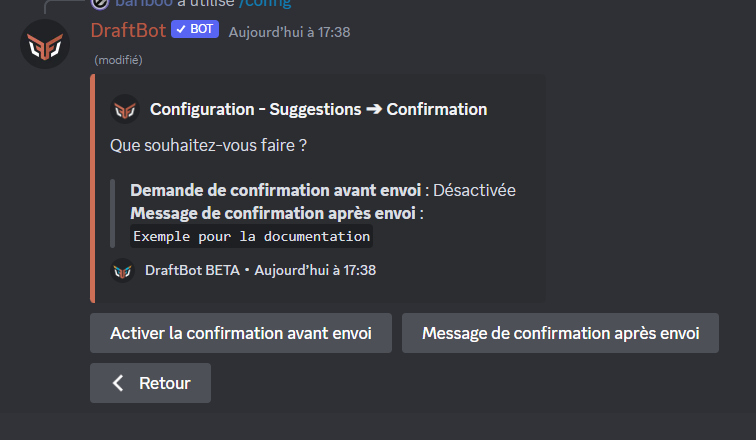 bariboo a utilisé /config
DraftBot ✓ BOT Aujourd'hui à 17:38
(modifié)
Configuration - Suggestions ➔ Confirmation
Que souhaitez-vous faire ?
Demande de confirmation avant envoi : Désactivée
Message de confirmation après envoi :
Exemple pour la documentation
DraftBot BETA • Aujourd'hui à 17:38
Activer la confirmation avant envoi
Message de confirmation après envoi
Retour